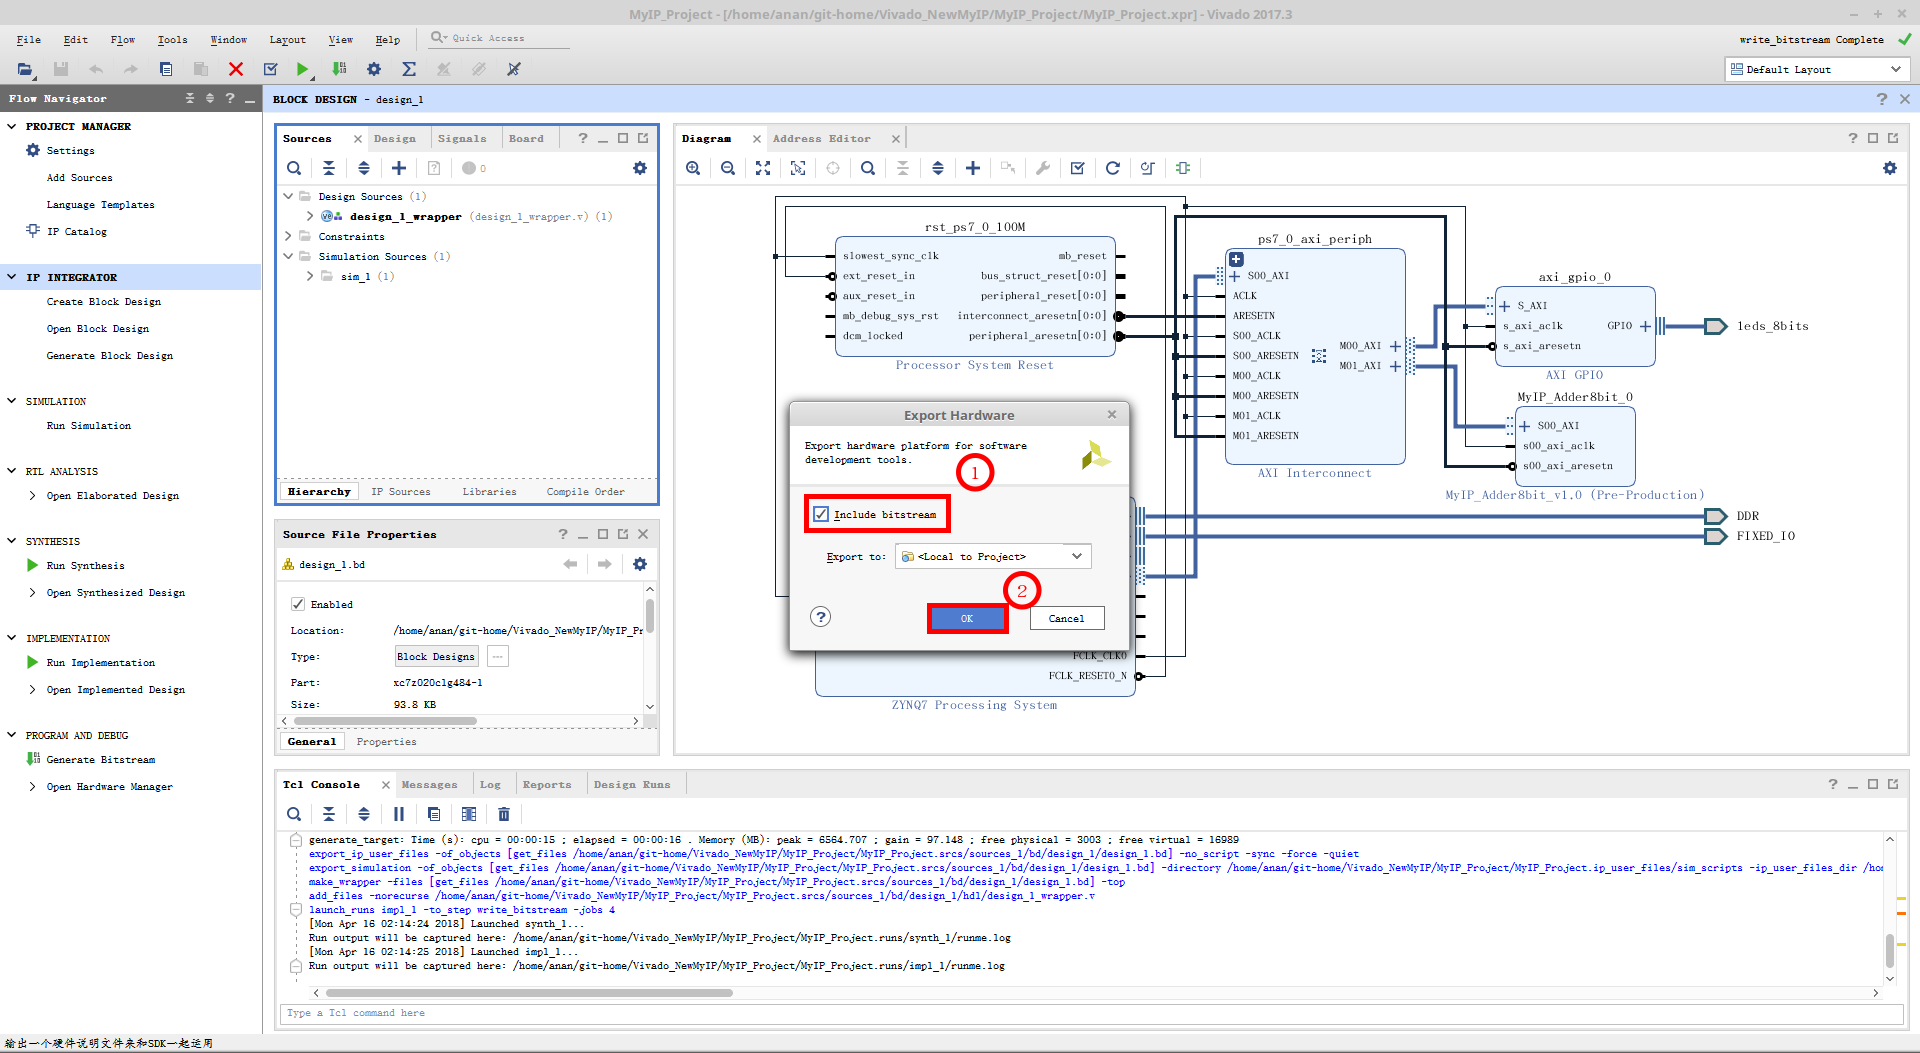 MyIP_Project - [/home/anan/git-home/Vivado_NewMyIP/MyIP_Project/MyIP_Project.xpr] - Vivado 2017.3
File Edit Flow Tools Window Layout View Help Quick Access
write_bitstream Complete
Default Layout
Flow Navigator
PROJECT MANAGER
Settings
Add Sources
Language Templates
IP Catalog
IP INTEGRATOR
Create Block Design
Open Block Design
Generate Block Design
SIMULATION
Run Simulation
RTL ANALYSIS
Open Elaborated Design
SYNTHESIS
Run Synthesis
Open Synthesized Design
IMPLEMENTATION
Run Implementation
Open Implemented Design
PROGRAM AND DEBUG
Generate Bitstream
Open Hardware Manager
BLOCK DESIGN - design_1
Sources Design Signals Board
0
Design Sources (1)
design_1_wrapper (design_1_wrapper.v) (1)
Constraints
Simulation Sources (1)
sim_1 (1)
Hierarchy IP Sources Libraries Compile Order
Source File Properties
design_1.bd
Enabled
Location: /home/anan/git-home/Vivado_NewMyIP/MyIP_Pr
Type: Block Designs
Part: xc7z020clg484-1
Size: 93.8 KB
General Properties
Diagram Address Editor
rst_ps7_0_100M
slowest_sync_clk
ext_reset_in
aux_reset_in
mb_debug_sys_rst
dcm_locked
mb_reset
bus_struct_reset[0:0]
peripheral_reset[0:0]
interconnect_aresetn[0:0]
peripheral_aresetn[0:0]
Processor System Reset
ps7_0_axi_periph
S00_AXI
ACLK
ARESETN
S00_ACLK
S00_ARESETN
M00_ACLK
M00_ARESETN
M01_ACLK
M01_ARESETN
M00_AXI
M01_AXI
AXI Interconnect
axi_gpio_0
S_AXI
s_axi_aclk
s_axi_aresetn
GPIO
AXI GPIO
leds_8bits
MyIP_Adder8bit_0
S00_AXI
s00_axi_aclk
s00_axi_aresetn
MyIP_Adder8bit_v1.0 (Pre-Production)
DDR
FIXED_IO
FCLK_CLK0
FCLK_RESET0_N
ZYNQ7 Processing System
Export Hardware
Export hardware platform for software
development tools.
1
Include bitstream
Export to: <Local to Project>
2
OK Cancel
Tcl Console Messages Log Reports Design Runs
generate_target: Time (s): cpu = 00:00:15 ; elapsed = 00:00:16 . Memory (MB): peak = 6564.707 ; gain = 97.148 ; free physical = 3003 ; free virtual = 16989
export_ip_user_files -of_objects [get_files /home/anan/git-home/Vivado_NewMyIP/MyIP_Project/MyIP_Project.srcs/sources_1/bd/design_1/design_1.bd] -no_script -sync -force -quiet
export_simulation -of_objects [get_files /home/anan/git-home/Vivado_NewMyIP/MyIP_Project/MyIP_Project.srcs/sources_1/bd/design_1/design_1.bd] -directory /home/anan/git-home/Vivado_NewMyIP/MyIP_Project/MyIP_Project.ip_user_files/sim_scripts -ip_user_files_dir /hom
make_wrapper -files [get_files /home/anan/git-home/Vivado_NewMyIP/MyIP_Project/MyIP_Project.srcs/sources_1/bd/design_1/design_1.bd] -top
add_files -norecurse /home/anan/git-home/Vivado_NewMyIP/MyIP_Project/MyIP_Project.srcs/sources_1/bd/design_1/hdl/design_1_wrapper.v
launch_runs impl_1 -to_step write_bitstream -jobs 4
[Mon Apr 16 02:14:24 2018] Launched synth_1...
Run output will be captured here: /home/anan/git-home/Vivado_NewMyIP/MyIP_Project/MyIP_Project.runs/synth_1/runme.log
[Mon Apr 16 02:14:25 2018] Launched impl_1...
Run output will be captured here: /home/anan/git-home/Vivado_NewMyIP/MyIP_Project/MyIP_Project.runs/impl_1/runme.log
Type a Tcl command here
输出一个硬件说明文件来和SDK一起运用